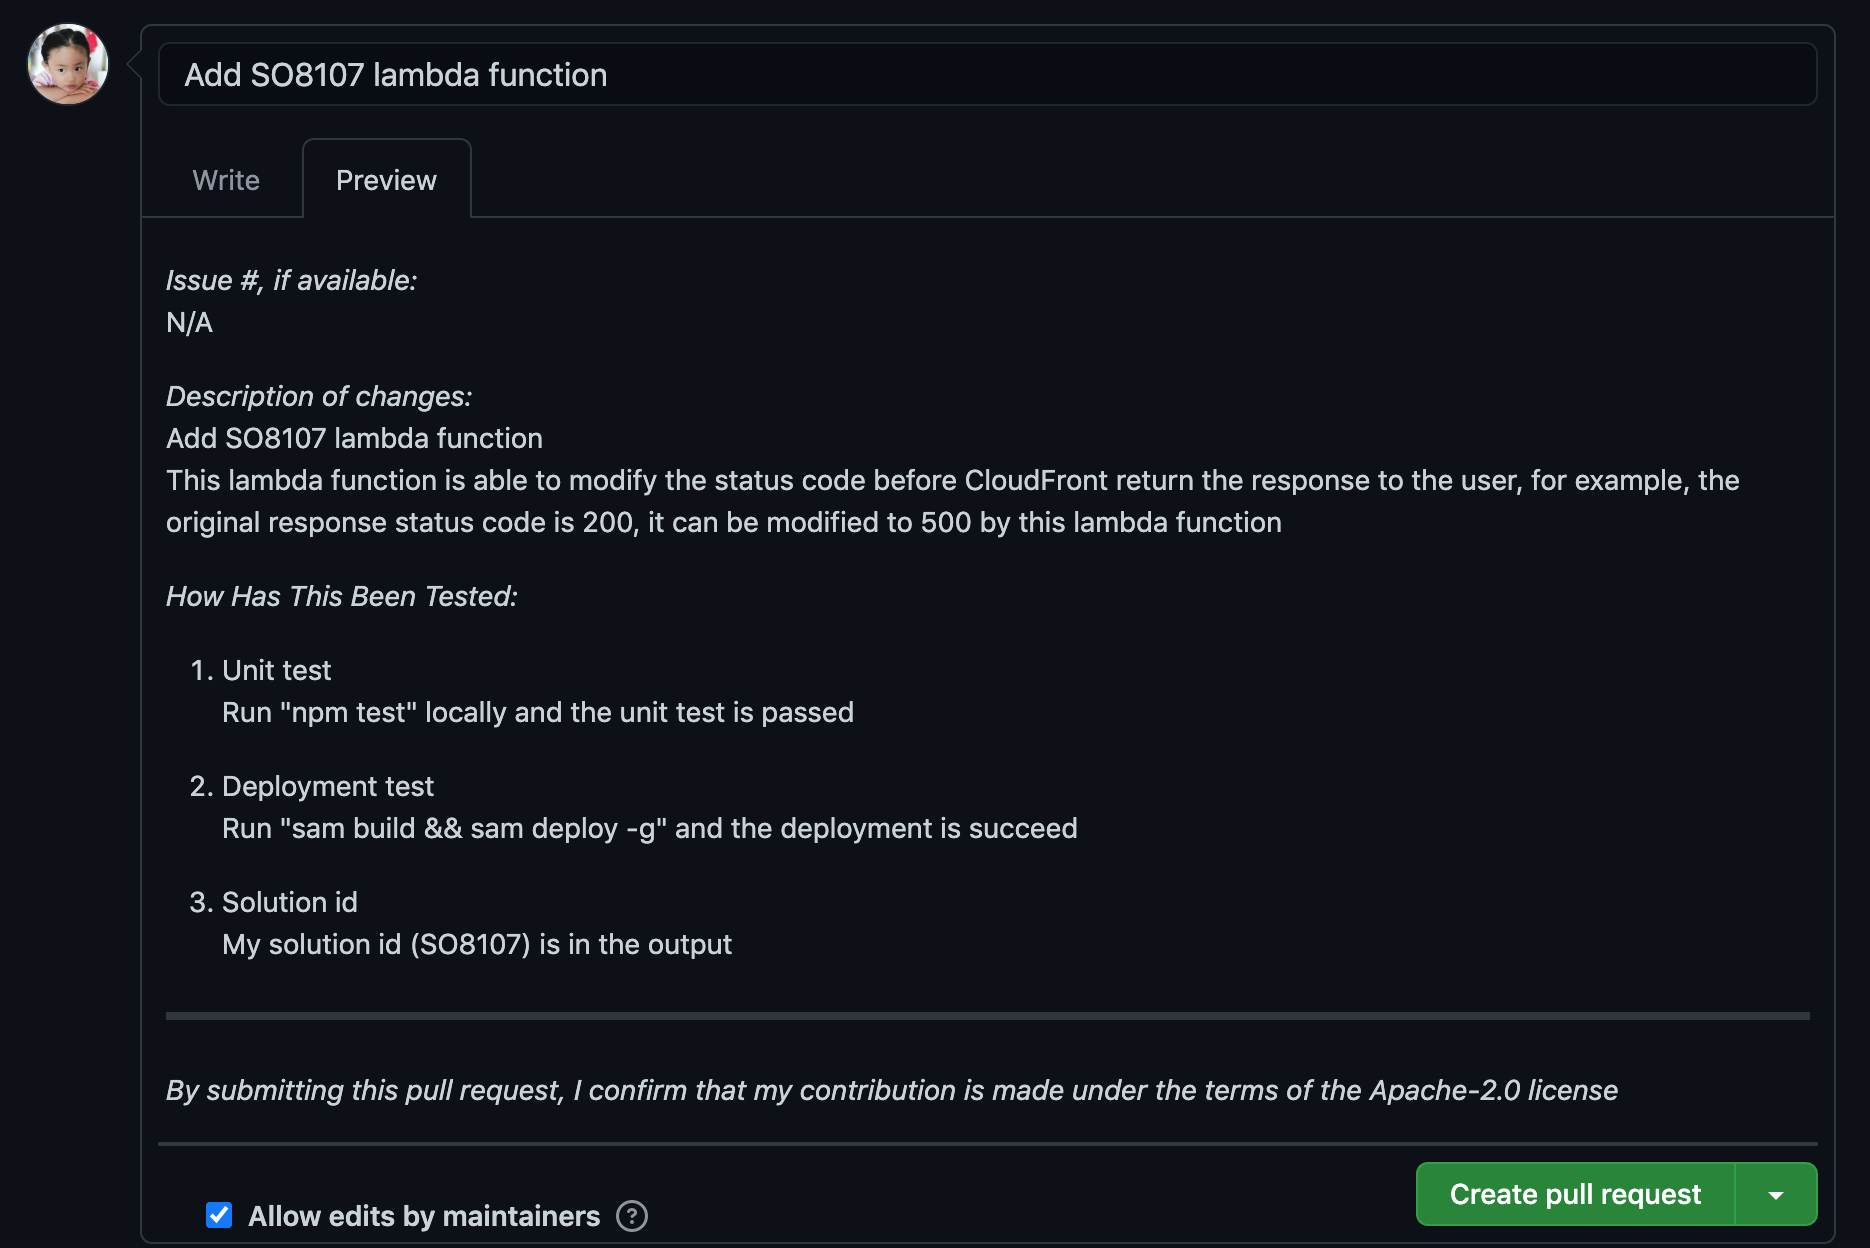 Add SO8107 lambda function
Write
Preview
Issue #, if available:
N/A
Description of changes:
Add SO8107 lambda function
This lambda function is able to modify the status code before CloudFront return the response to the user, for example, the
original response status code is 200, it can be modified to 500 by this lambda function
How Has This Been Tested:
1. Unit test
Run "npm test" locally and the unit test is passed
2. Deployment test
Run "sam build && sam deploy -g" and the deployment is succeed
3. Solution id
My solution id (SO8107) is in the output
By submitting this pull request, I confirm that my contribution is made under the terms of the Apache-2.0 license
Allow edits by maintainers ?
Create pull request